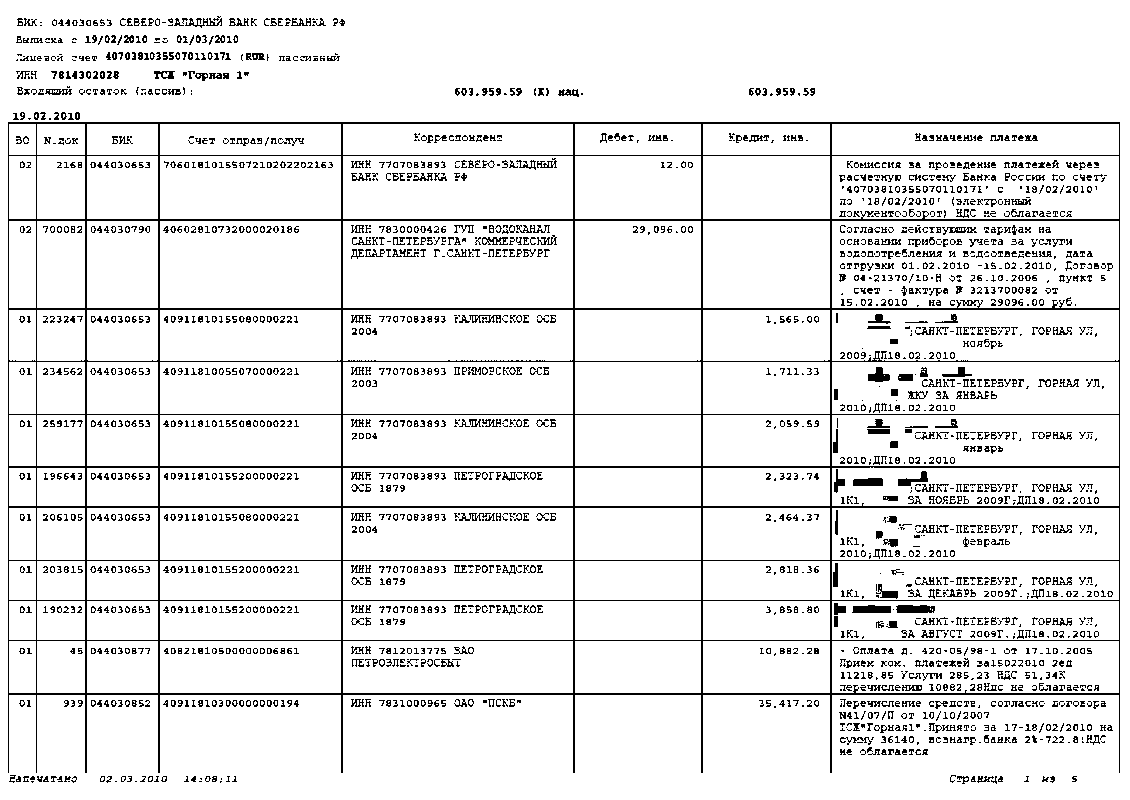 БИК: 044030653 СЕВЕРО-ЗАПАДНЫЙ БАНК СБЕРБАНКА РФ
Выписка с 19/02/2010 по 01/03/2010
Лицевой счет 40703810355070110171 (RUR) пассивный
ИНН 7814302028 ТСЖ "Горная 1"
Входящий остаток (пассив): 603,959.59 (К) нац. 603,959.59
19.02.2010
ВО N.док БИК Счет отправ/получ Корреспондент Дебет, инв. Кредит, инв. Назначение платежа
02 2168 044030653 7060181015507210202202163 ИНН 7707083893 СЕВЕРО-ЗАПАДНЫЙ 12.00 Комиссия за проведение платежей через
БАНК СБЕРБАНКА РФ расчетную систему Банка России по счету
'40703810355070110171' с '18/02/2010'
по '18/02/2010' (электронный
документооборот) НДС не облагается
02 700082 044030790 40602810732000020186 ИНН 7830000426 ГУП "ВОДОКАНАЛ 29,096.00 Согласно действующим тарифам на
САНКТ-ПЕТЕРБУРГА" КОММЕРЧЕСКИЙ основании приборов учета за услуги
ДЕПАРТАМЕНТ Г.САНКТ-ПЕТЕРБУРГ водопотребления и водоотведения, дата
отгрузки 01.02.2010 -15.02.2010, Договор
№ 04-21370/10-Н от 26.10.2006 , пункт 5
, счет - фактура № 3213700082 от
15.02.2010 , на сумму 29096.00 руб.
01 223247 044030653 40911810155080000221 ИНН 7707083893 КАЛИНИНСКОЕ ОСБ 1,565.00
2004 ;САНКТ-ПЕТЕРБУРГ, ГОРНАЯ УЛ,
ноябрь
2009;ДП18.02.2010
01 234562 044030653 40911810055070000221 ИНН 7707083893 ПРИМОРСКОЕ ОСБ 1,711.33
2003 САНКТ-ПЕТЕРБУРГ, ГОРНАЯ УЛ,
ЖКУ ЗА ЯНВАРЬ
2010;ДП18.02.2010
01 259177 044030653 40911810155080000221 ИНН 7707083893 КАЛИНИНСКОЕ ОСБ 2,059.59
2004 САНКТ-ПЕТЕРБУРГ, ГОРНАЯ УЛ,
январь
2010;ДП18.02.2010
01 196643 044030653 40911810155200000221 ИНН 7707083893 ПЕТРОГРАДСКОЕ 2,323.74
ОСБ 1879 ;САНКТ-ПЕТЕРБУРГ, ГОРНАЯ УЛ,
1К1, ЗА НОЯБРЬ 2009Г;ДП18.02.2010
01 206105 044030653 40911810155080000221 ИНН 7707083893 КАЛИНИНСКОЕ ОСБ 2,464.37
2004 САНКТ-ПЕТЕРБУРГ, ГОРНАЯ УЛ,
1К1, февраль
2010;ДП18.02.2010
01 203815 044030653 40911810155200000221 ИНН 7707083893 ПЕТРОГРАДСКОЕ 2,818.36
ОСБ 1879 САНКТ-ПЕТЕРБУРГ, ГОРНАЯ УЛ,
1К1, ЗА ДЕКАБРЬ 2009Г.;ДП18.02.2010
01 190232 044030653 40911810155200000221 ИНН 7707083893 ПЕТРОГРАДСКОЕ 3,858.80
ОСБ 1879 САНКТ-ПЕТЕРБУРГ, ГОРНАЯ УЛ,
1К1, ЗА АВГУСТ 2009Г.;ДП18.02.2010
01 45 044030877 40821810500000006861 ИНН 7812013775 ЗАО 10,882.28 - Оплата д. 420-05/98-1 от 17.10.2005
ПЕТРОЭЛЕКТРОСБЫТ Прием ком. платежей за15022010 2ед
11218,85 Услуги 285,23 НДС 51,34К
перечислению 10882,28Ндс не облагается
01 939 044030852 40911810300000000194 ИНН 7831000965 ОАО "ПСКБ" 35,417.20 Перечисление средств, согласно договора
N41/07/П от 10/10/2007
ТСЖ"Горная1".Принято за 17-18/02/2010 на
сумму 36140, вознагр.банка 2%-722.8:НДС
не облагается
Напечатано 02.03.2010 14:08:11 Страница 1 из 5